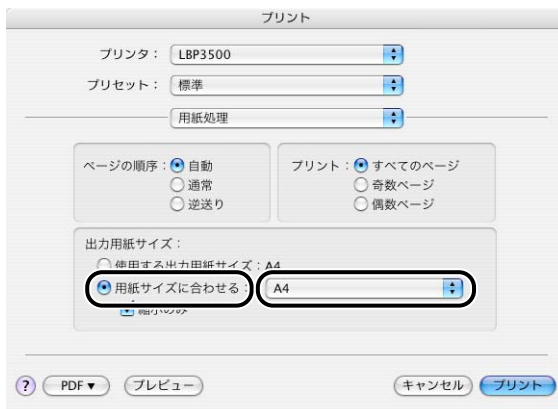 プリント
プリンタ： LBP3500
プリセット： 標準
用紙処理
ページの順序： 自動
通常
逆送り
プリント： すべてのページ
奇数ページ
偶数ページ
出力用紙サイズ：
使用する出力用紙サイズ：A4
用紙サイズに合わせる： A4
縮小のみ
? PDF▼ プレビュー キャンセル プリント